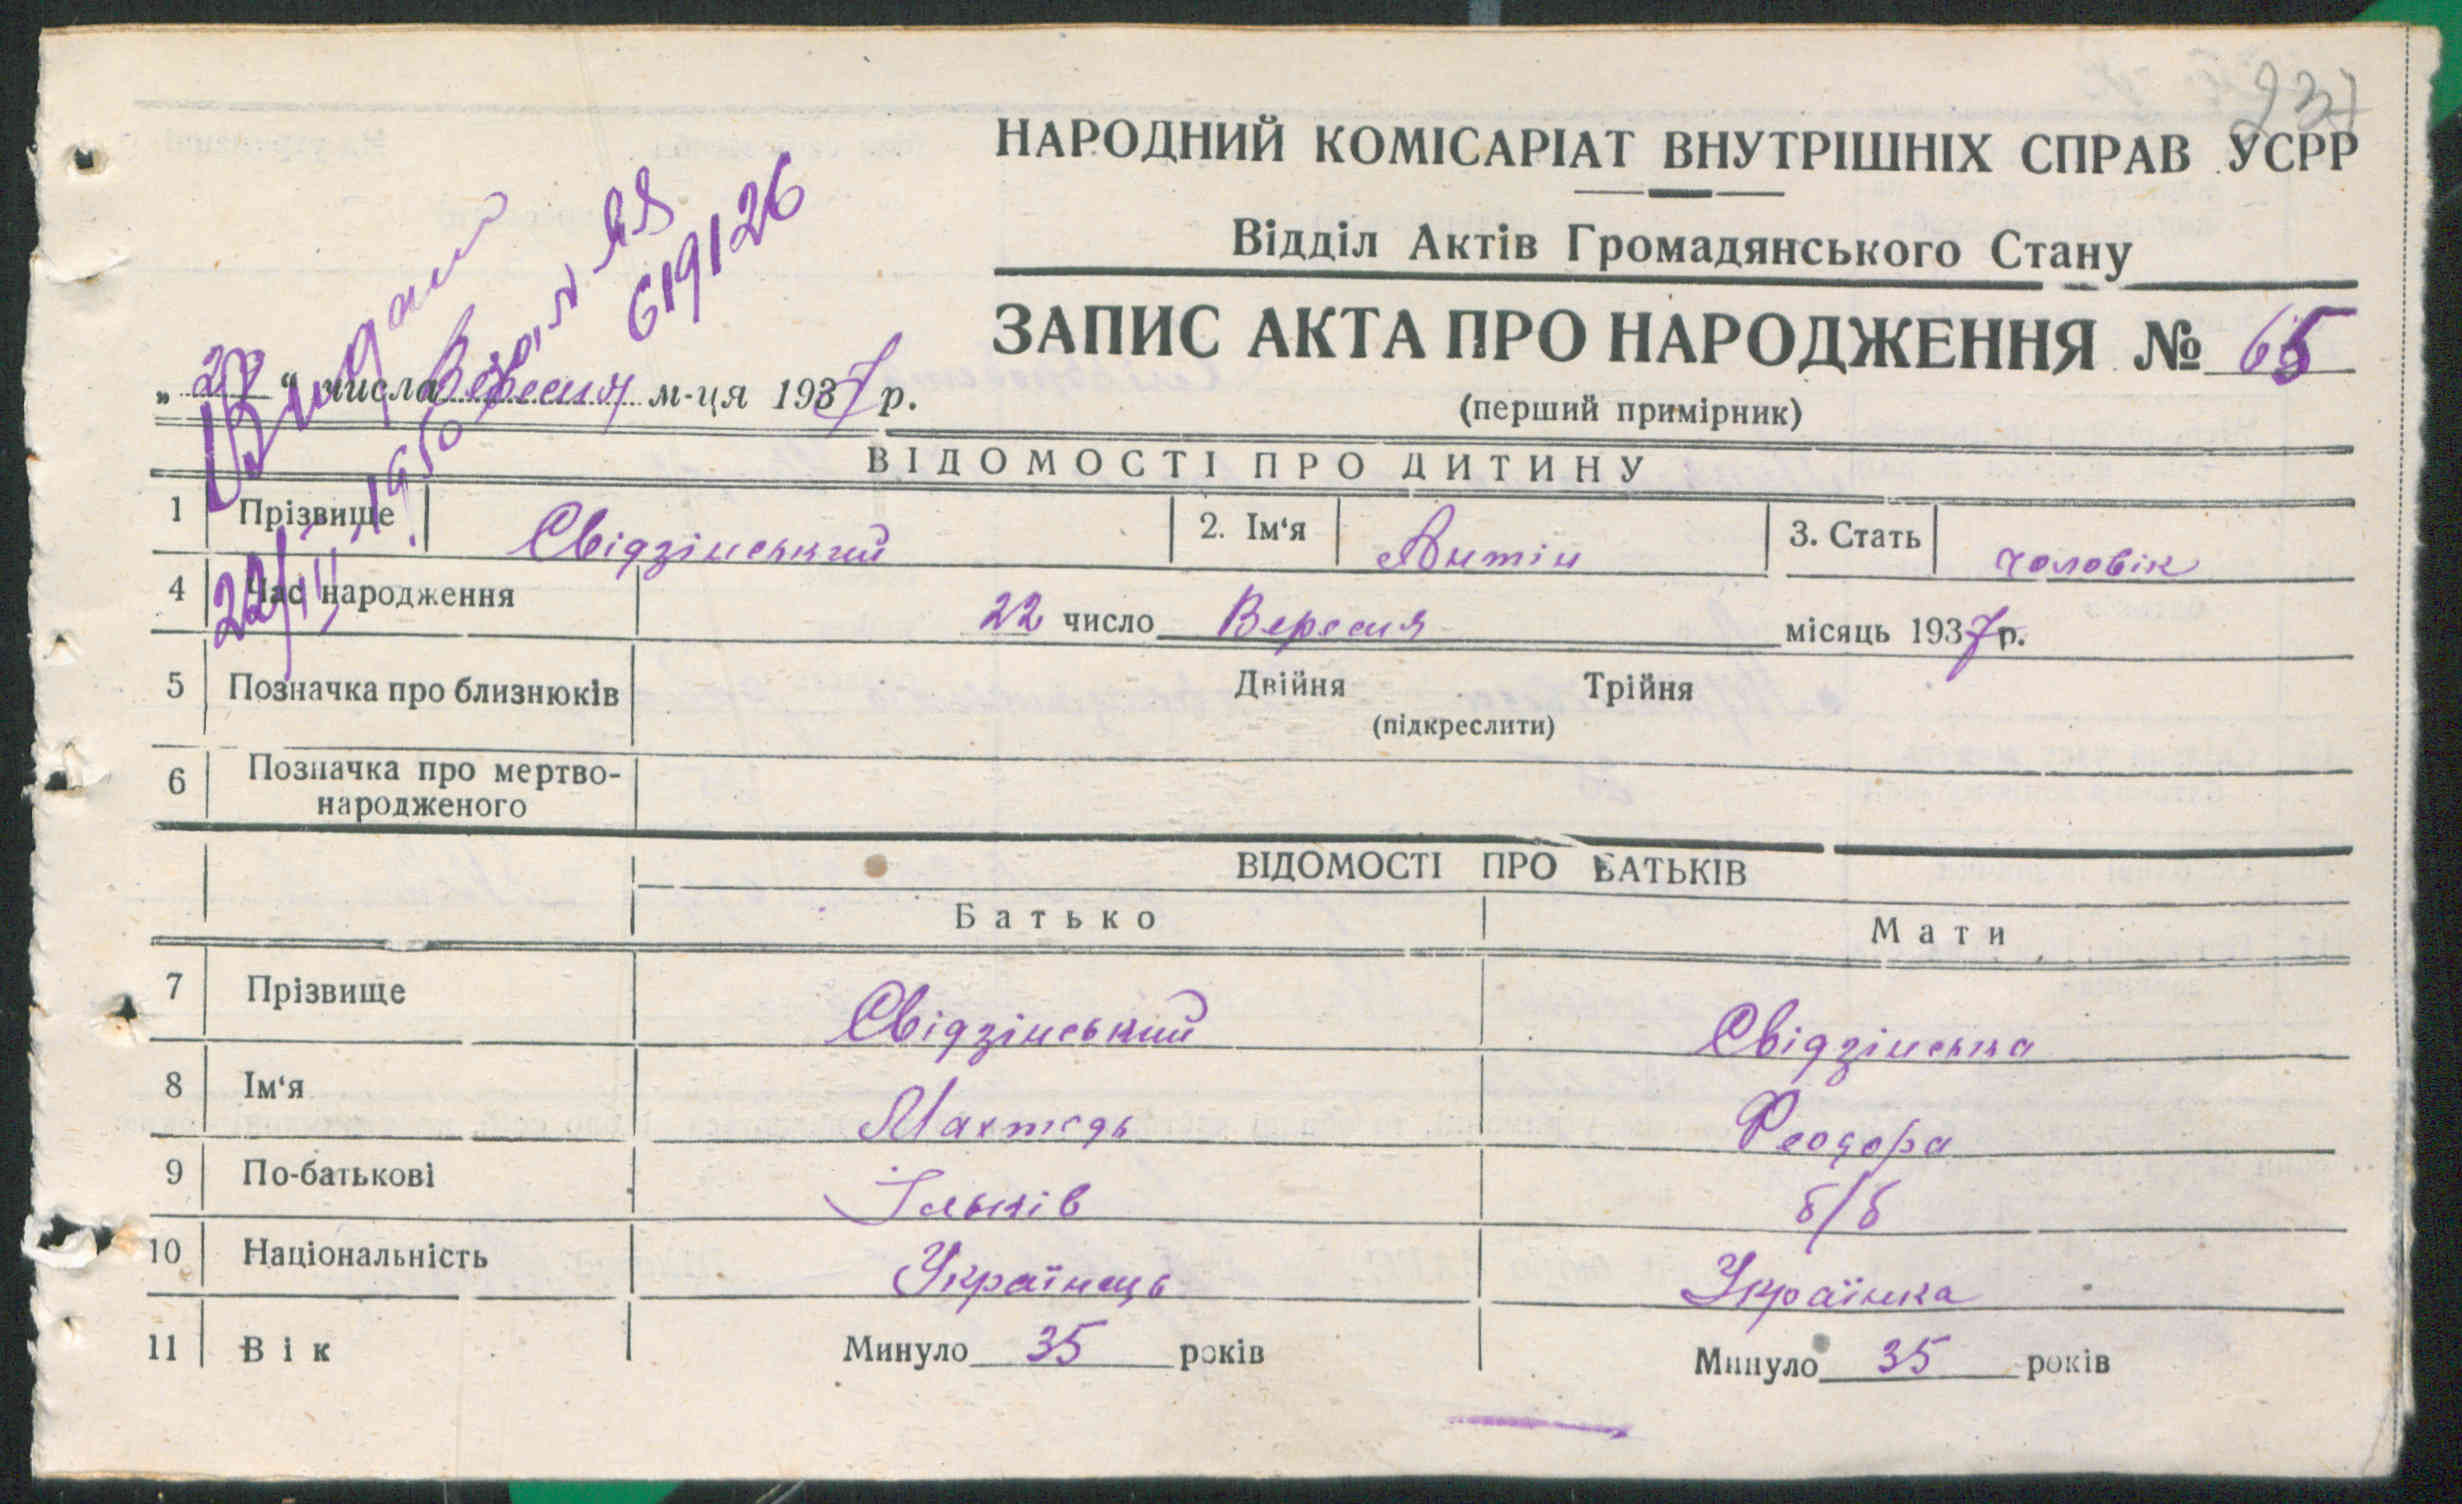 237
НАРОДНИЙ КОМІСАРІАТ ВНУТРІШНІХ СПРАВ УСРР
Відділ Актів Громадянського Стану
ЗАПИС АКТА ПРО НАРОДЖЕННЯ № 65
(перший примірник)
Видано
ЯЯ
619126
числа Вересня м-ця 1937 р.
1950
22/
ВІДОМОСТІ ПРО ДИТИНУ
1 Прізвище Свідзінський 2. Ім‘я Антін 3. Стать чоловік
4 Час народження 22 число Вересня місяць 1937 р.
5 Позначка про близнюків Двійня Трійня
(підкреслити)
6 Позначка про мертво-
народженого
ВІДОМОСТІ ПРО БАТЬКІВ
Батько Мати
7 Прізвище Свідзінський Свідзінська
8 Ім‘я Феодора
9 По-батькові Ільків б/б
10 Національність Українець Українка
11 Вік Минуло 35 років Минуло 35 років